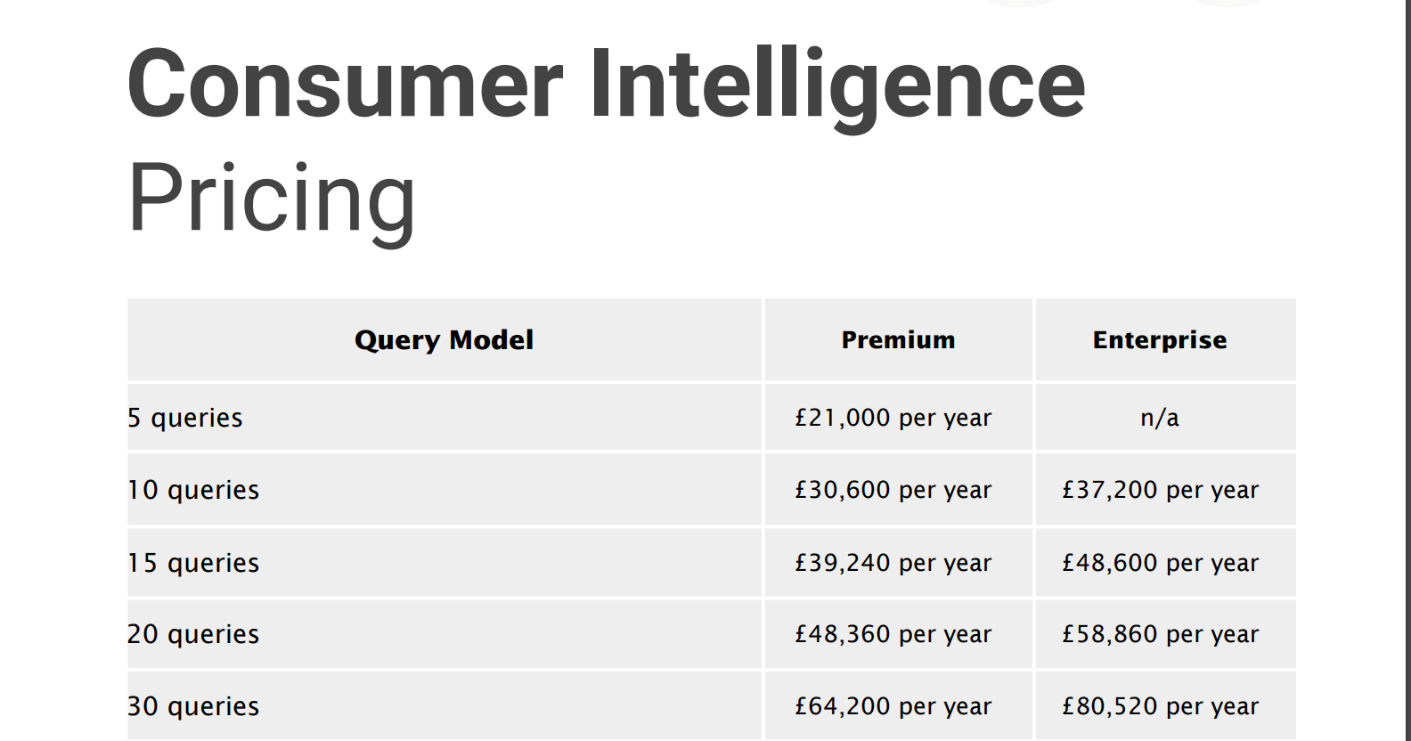 Consumer Intelligence
Pricing
Query Model Premium Enterprise
5 queries £21,000 per year n/a
10 queries £30,600 per year £37,200 per year
15 queries £39,240 per year £48,600 per year
20 queries £48,360 per year £58,860 per year
30 queries £64,200 per year £80,520 per year